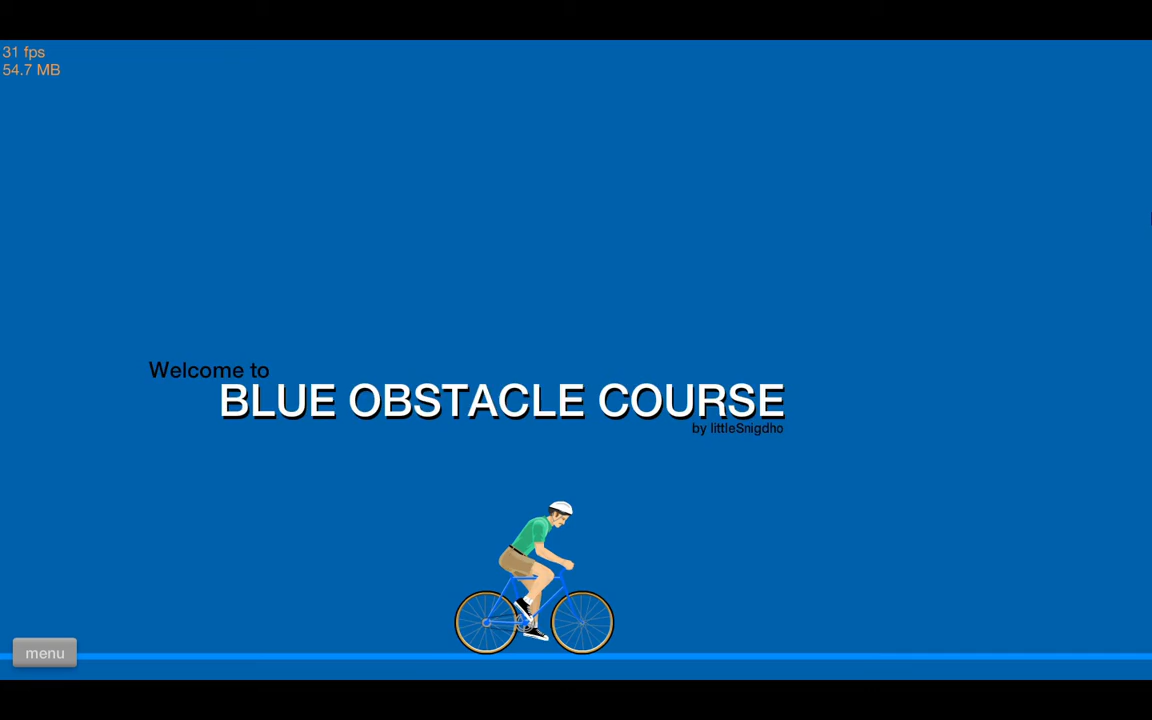 31 fps
54.7 MB
Welcome to
BLUE OBSTACLE COURSE
by littleSnigdho
menu